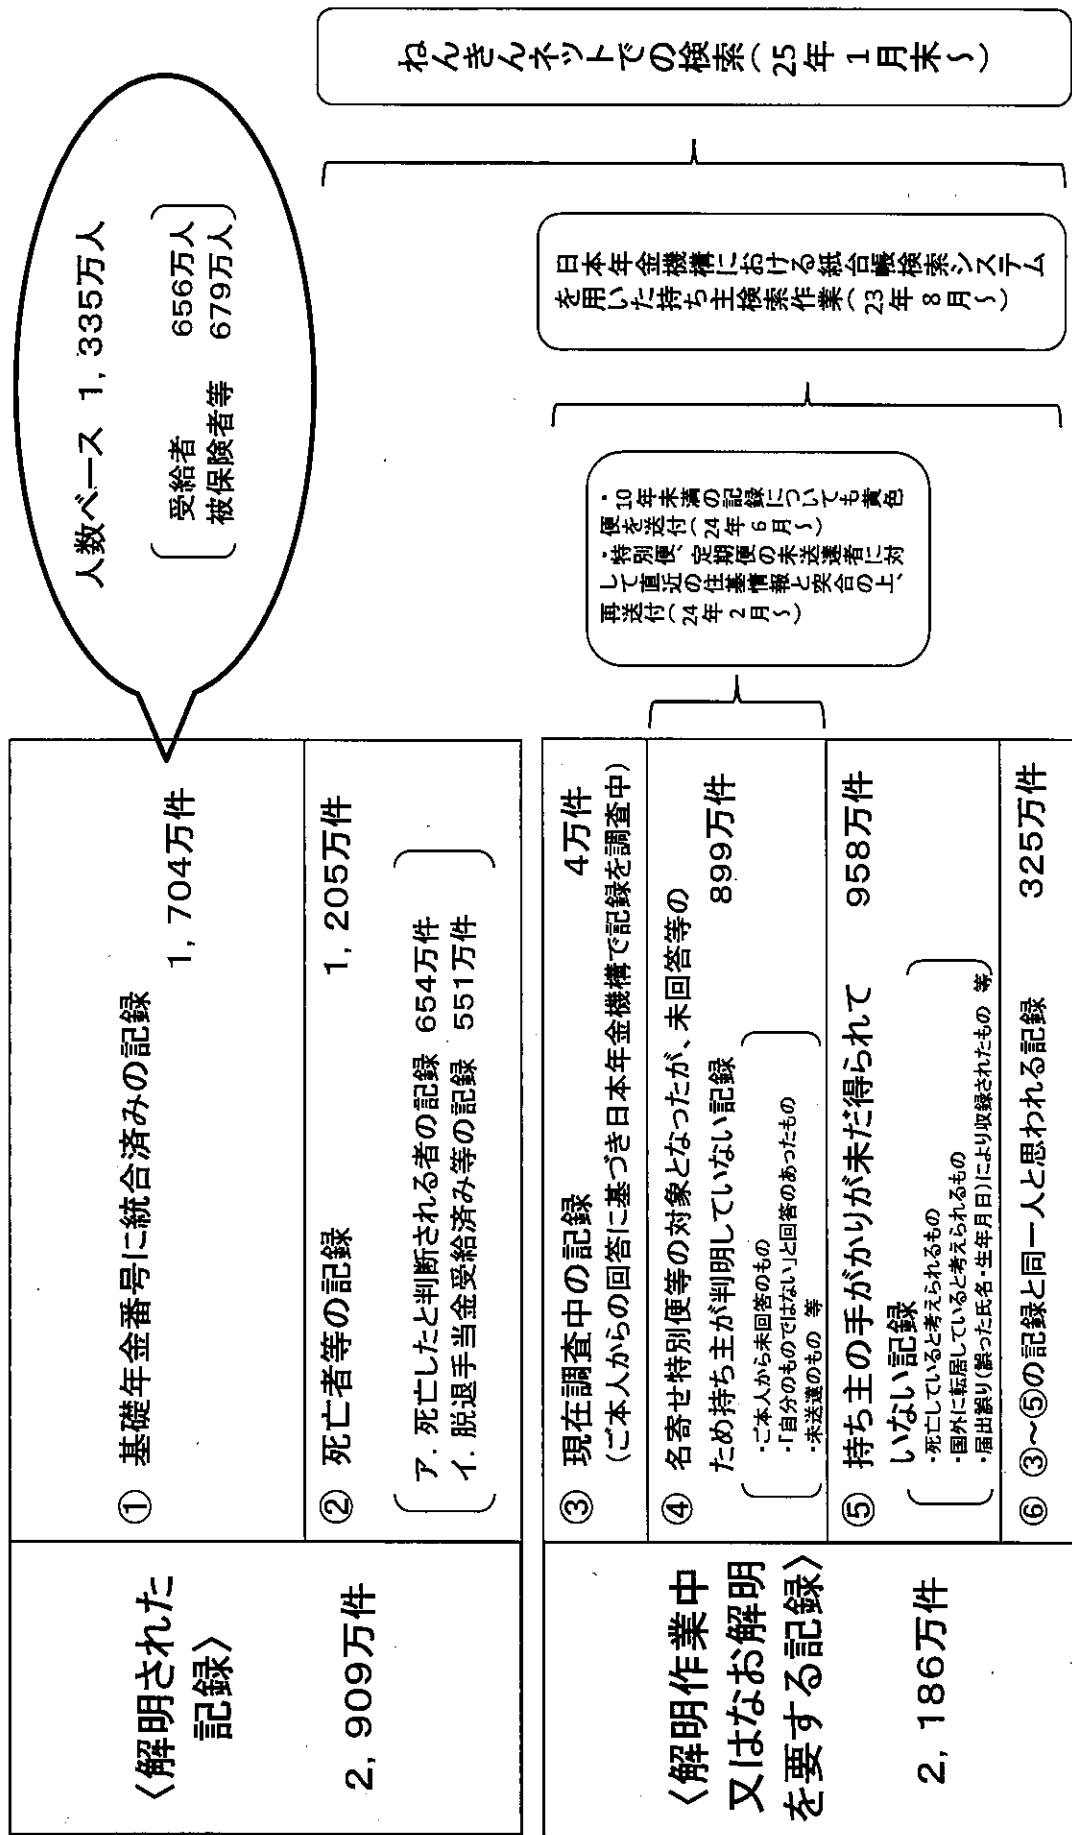 〈解明された
記録〉
2, 909万件
① 基礎年金番号に統合済みの記録
1, 704万件
人数ベース 1, 335万人
受給者 656万人
被保険者等 679万人
② 死亡者等の記録
1, 205万件
ア. 死亡したと判断される者の記録 654万件
イ. 脱退手当金受給済み等の記録 551万件
〈解明作業中
又はなお解明
を要する記録〉
2, 186万件
③ 現在調査中の記録 4万件
(ご本人からの回答に基づき日本年金機構で記録を調査中)
④ 名寄せ特別便等の対象となったが、未回答等の
ため持ち主が判明していない記録 899万件
・ご本人から未回答のもの
・「自分のものではない」と回答のあったもの
・未送達のもの 等
⑤ 持ち主の手がかりが未だ得られて 958万件
いない記録
・死亡していると考えられるもの
・国外に転居していると考えられるもの
・届出誤り(誤った氏名・生年月日)により収録されたもの 等
⑥ ③~⑤の記録と同一人と思われる記録 325万件
・10年未満の記録についても黄色
便を送付(24年6月~)
・特別便、定期便の未送達者に対
して直近の住基情報と突合の上、
再送付(24年2月~)
日本年金機構における紙台帳検索システム
を用いた持ち主検索作業(23年8月~)
ねんきんネットでの検索(25年1月末~)